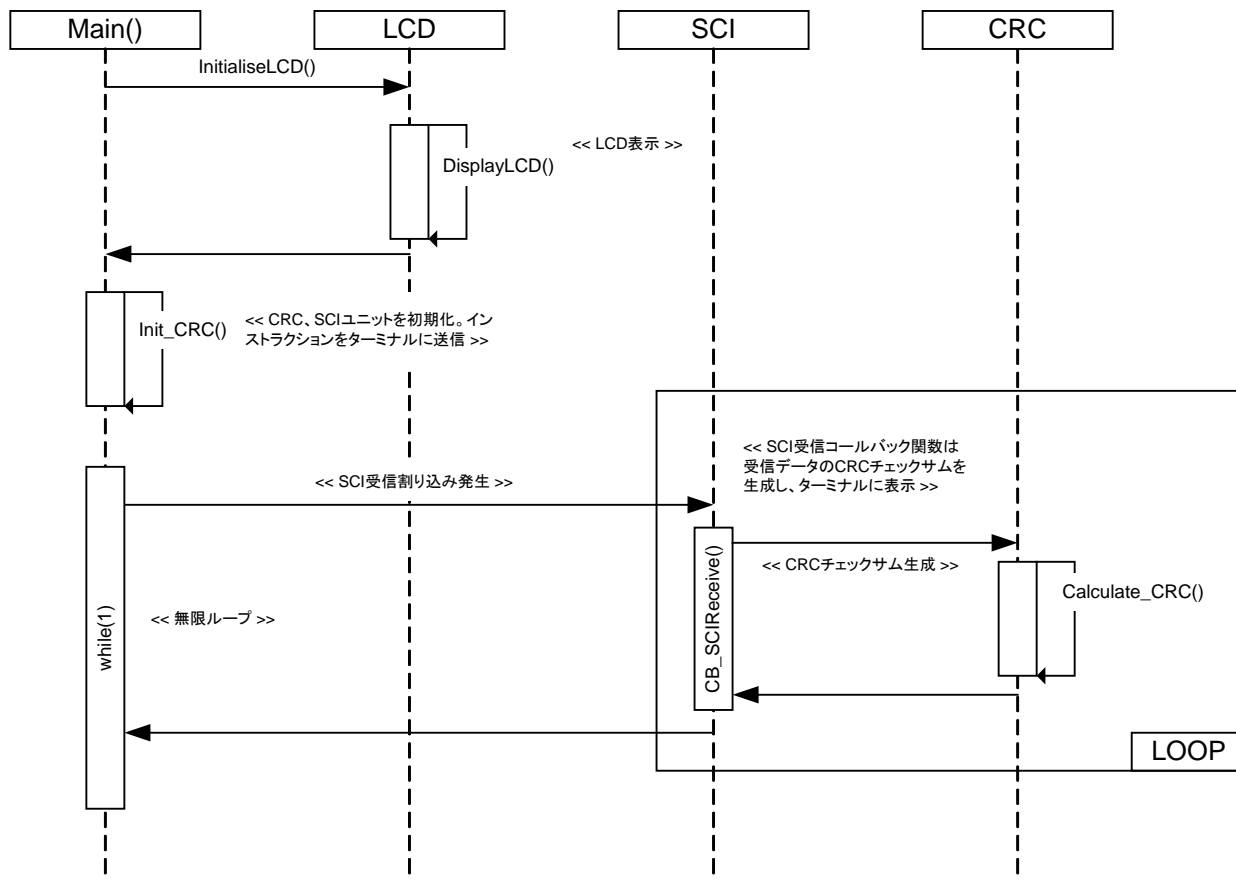 Main()
LCD
SCI
CRC
InitialiseLCD()
<< LCD表示 >>
DisplayLCD()
Init_CRC()
<< CRC、SCIユニットを初期化。イン
ストラクションをターミナルに送信 >>
<< SCI受信コールバック関数は
受信データのCRCチェックサムを
生成し、ターミナルに表示 >>
<< SCI受信割り込み発生 >>
<< CRCチェックサム生成 >>
Calculate_CRC()
while(1)
<< 無限ループ >>
CB_SCIReceive()
LOOP